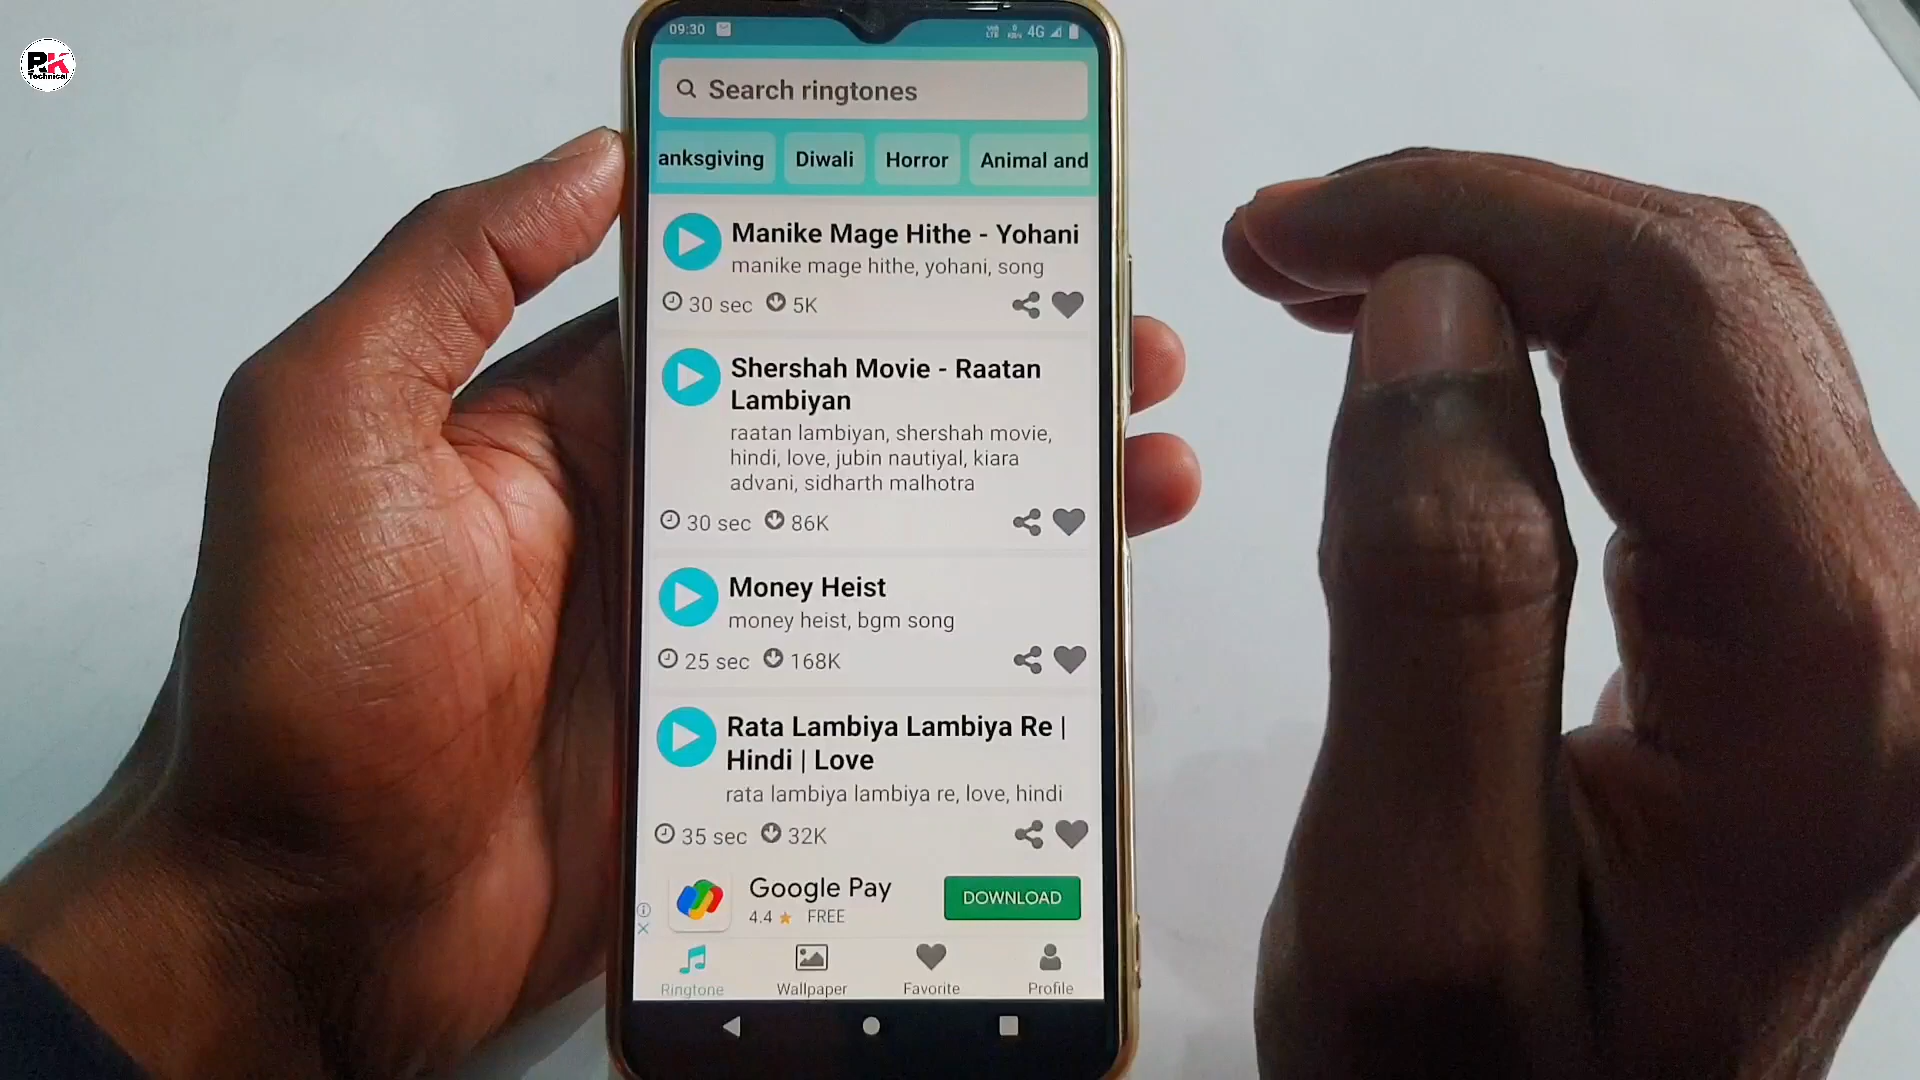 RK
Technical
09:30
4G
Search ringtones
anksgiving
Diwali
Horror
Animal and
Manike Mage Hithe - Yohani
manike mage hithe, yohani, song
30 sec
5K
Shershah Movie - Raatan
Lambiyan
raatan lambiyan, shershah movie,
hindi, love, jubin nautiyal, kiara
advani, sidharth malhotra
30 sec
86K
Money Heist
money heist, bgm song
25 sec
168K
Rata Lambiya Lambiya Re |
Hindi | Love
rata lambiya lambiya re, love, hindi
35 sec
32K
Google Pay
4.4 ★ FREE
DOWNLOAD
Ringtone
Wallpaper
Favorite
Profile